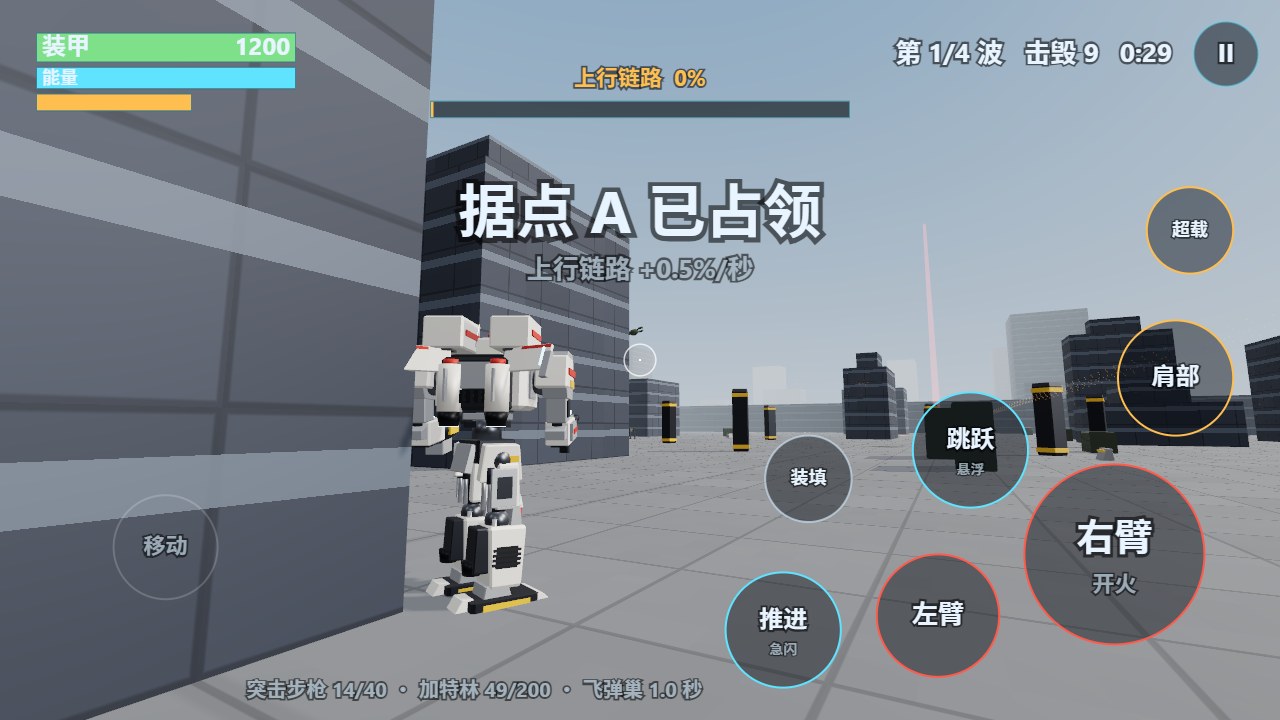 装甲 1200
能量
上行链路 0%
第 1/4 波 击毁 9 0:29
据点 A 已占领
上行链路 +0.5%/秒
超载
肩部
跳跃
悬浮
装填
右臂
开火
移动
左臂
推进
急闪
突击步枪 14/40 • 加特林 49/200 • 飞弹巢 1.0 秒